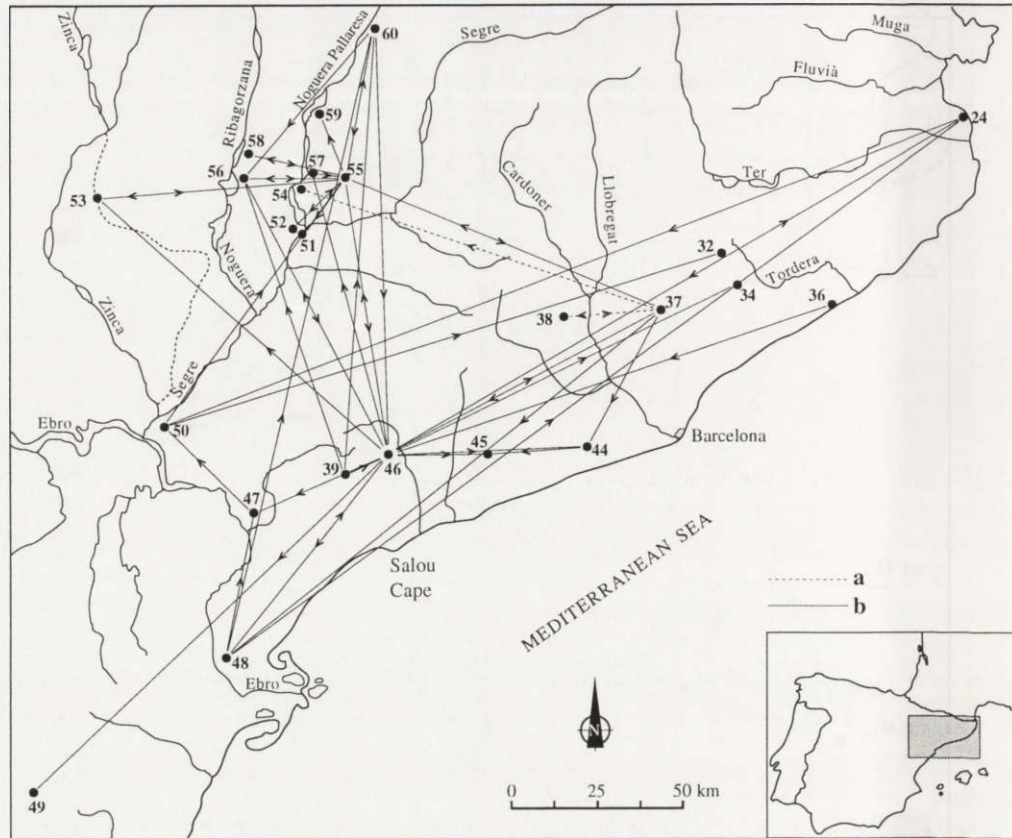 Zinca
Ribagorzana
Noguera Pallaresa
60
Segre
Muga
Fluvià
24
59
58
57
56
55
54
53
52
51
Cardoner
Llobregat
Ter
32
Tordera
34
36
37
38
Noguera
Zinca
Segre
Ebro
50
39
46
45
44
Barcelona
47
Salou
Cape
MEDITERRANEAN SEA
a
b
48
Ebro
N
0 25 50 km
49